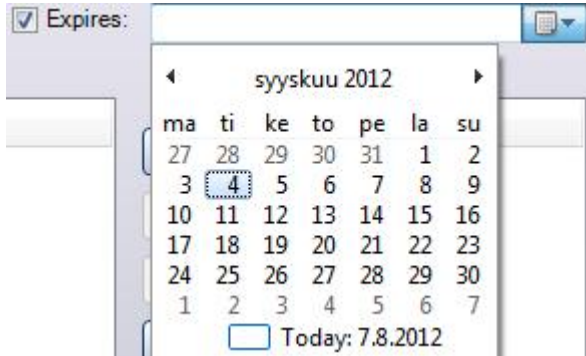 Expires:
syyskuu 2012
ma ti ke to pe la su
27 28 29 30 31 1 2
3 4 5 6 7 8 9
10 11 12 13 14 15 16
17 18 19 20 21 22 23
24 25 26 27 28 29 30
1 2 3 4 5 6 7
Today: 7.8.2012